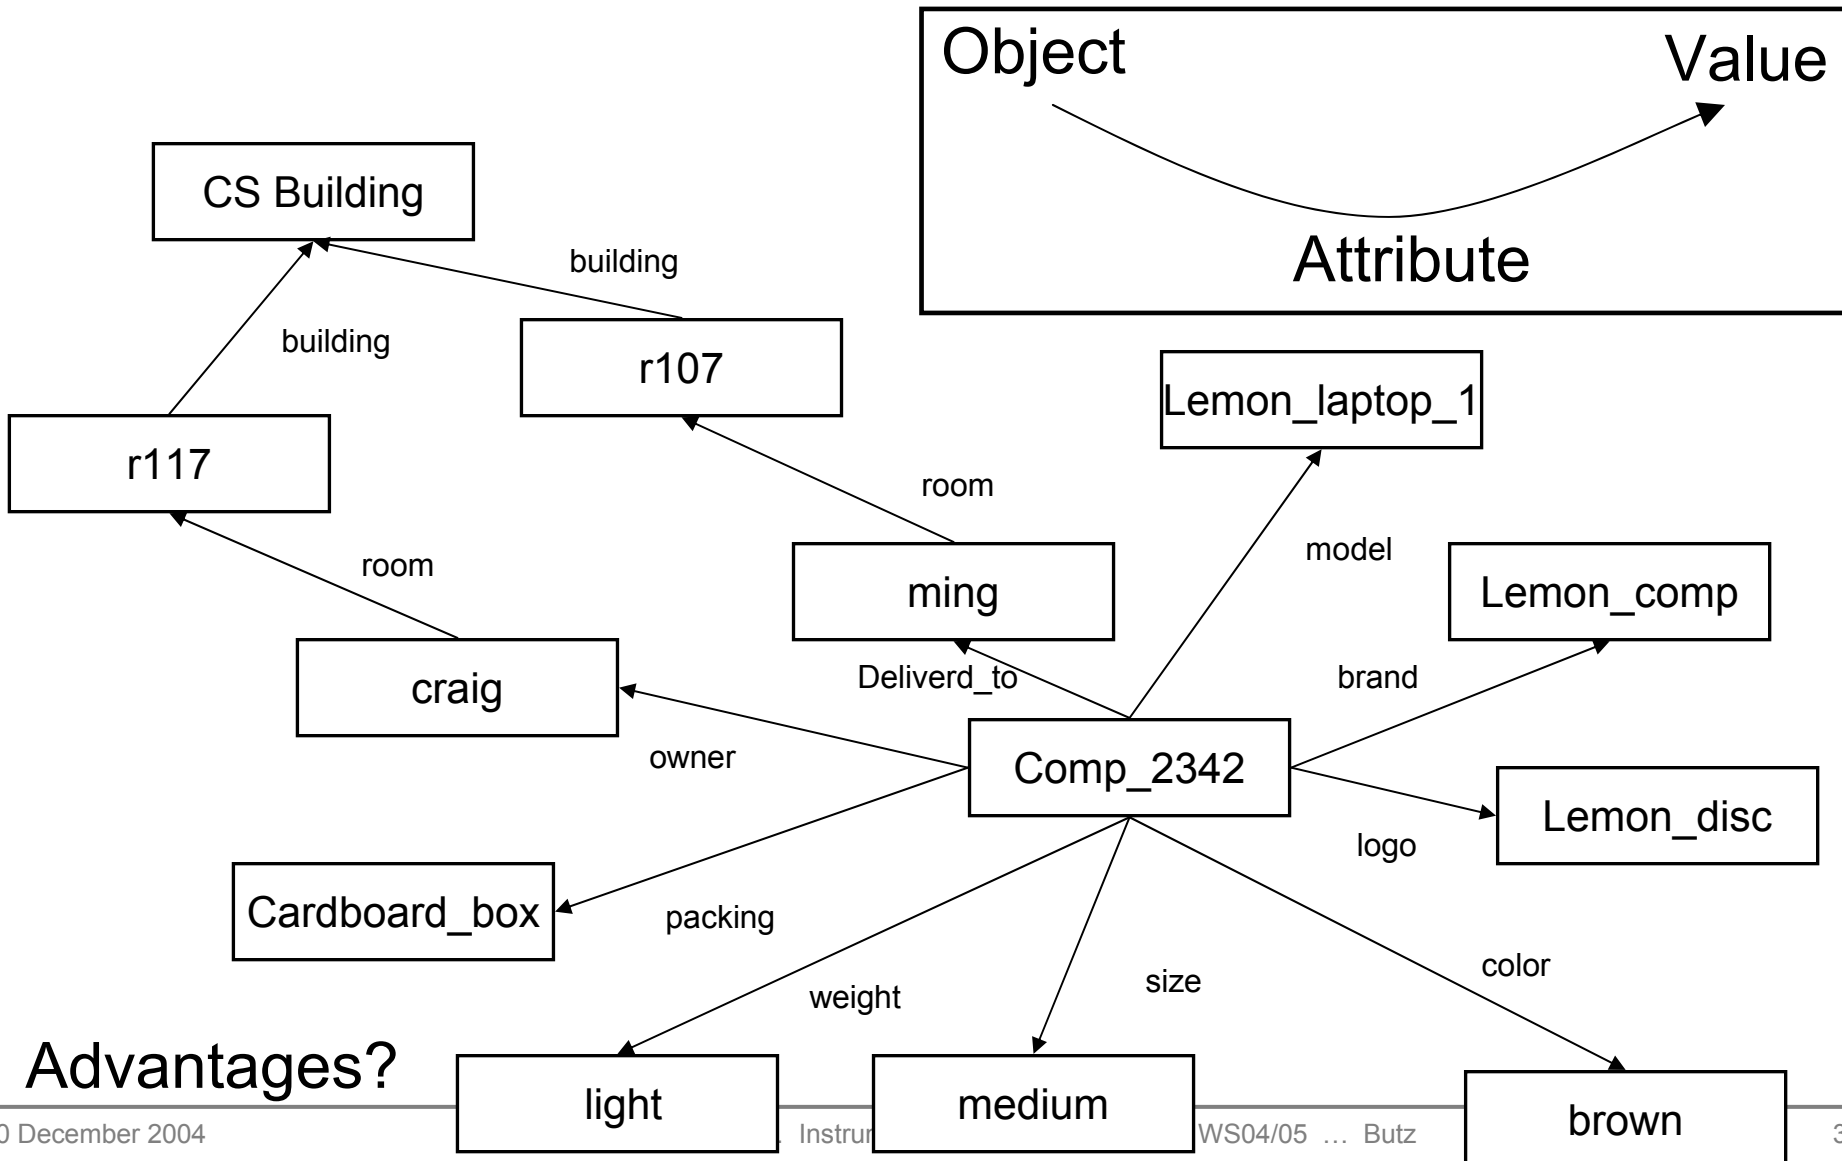 Object
Value
Attribute
CS Building
building
building
r107
Lemon_laptop_1
r117
room
model
room
ming
Lemon_comp
Deliverd_to
brand
craig
owner
Comp_2342
Lemon_disc
logo
Cardboard_box
packing
color
size
weight
Advantages?
light
medium
brown
December 2004
WS04/05 … Butz